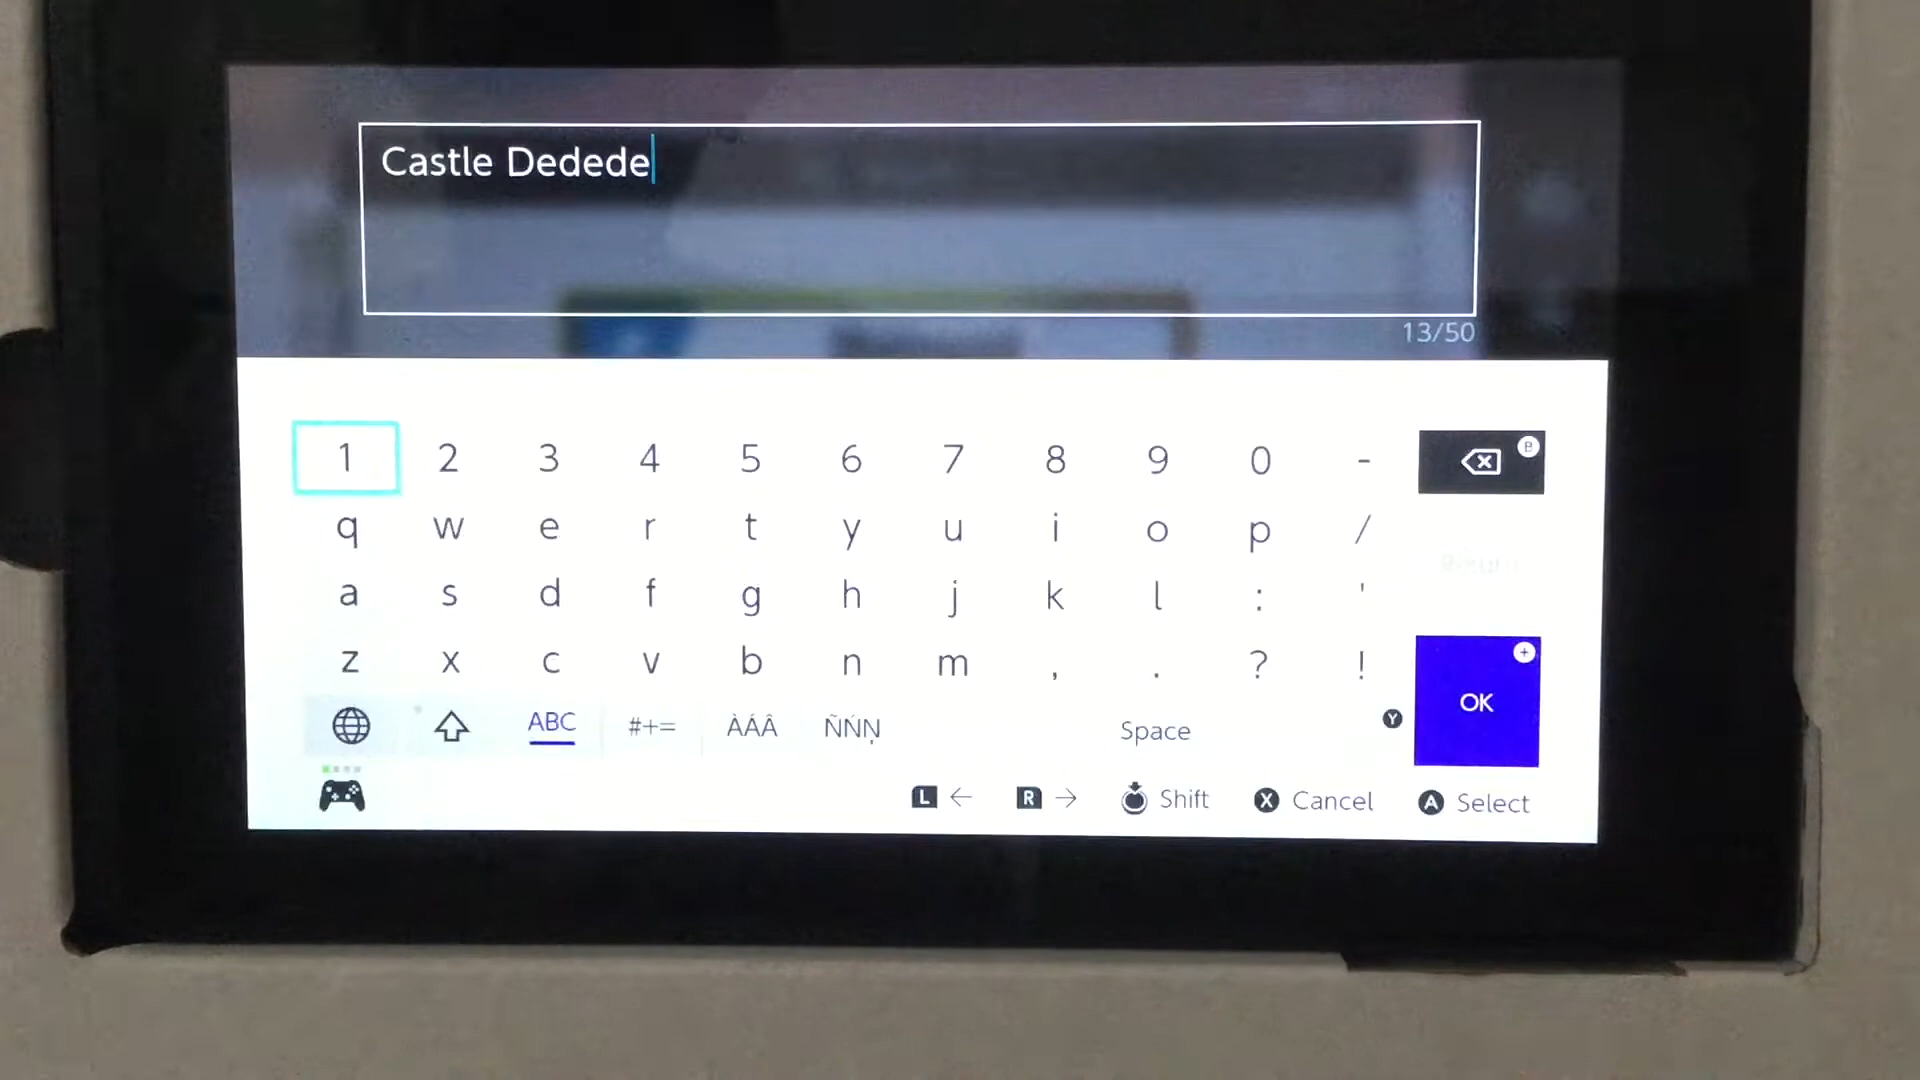 Castle Dedede
13/50
1 2 3 4 5 6 7 8 9 0 - B
q w e r t y u i o p /
Return
a s d f g h j k l : '
z x c v b n m , . ? ! +
OK
ABC #+= ÀÁÂ ÑŃŅ Space Y
L ← R → Shift X Cancel A Select